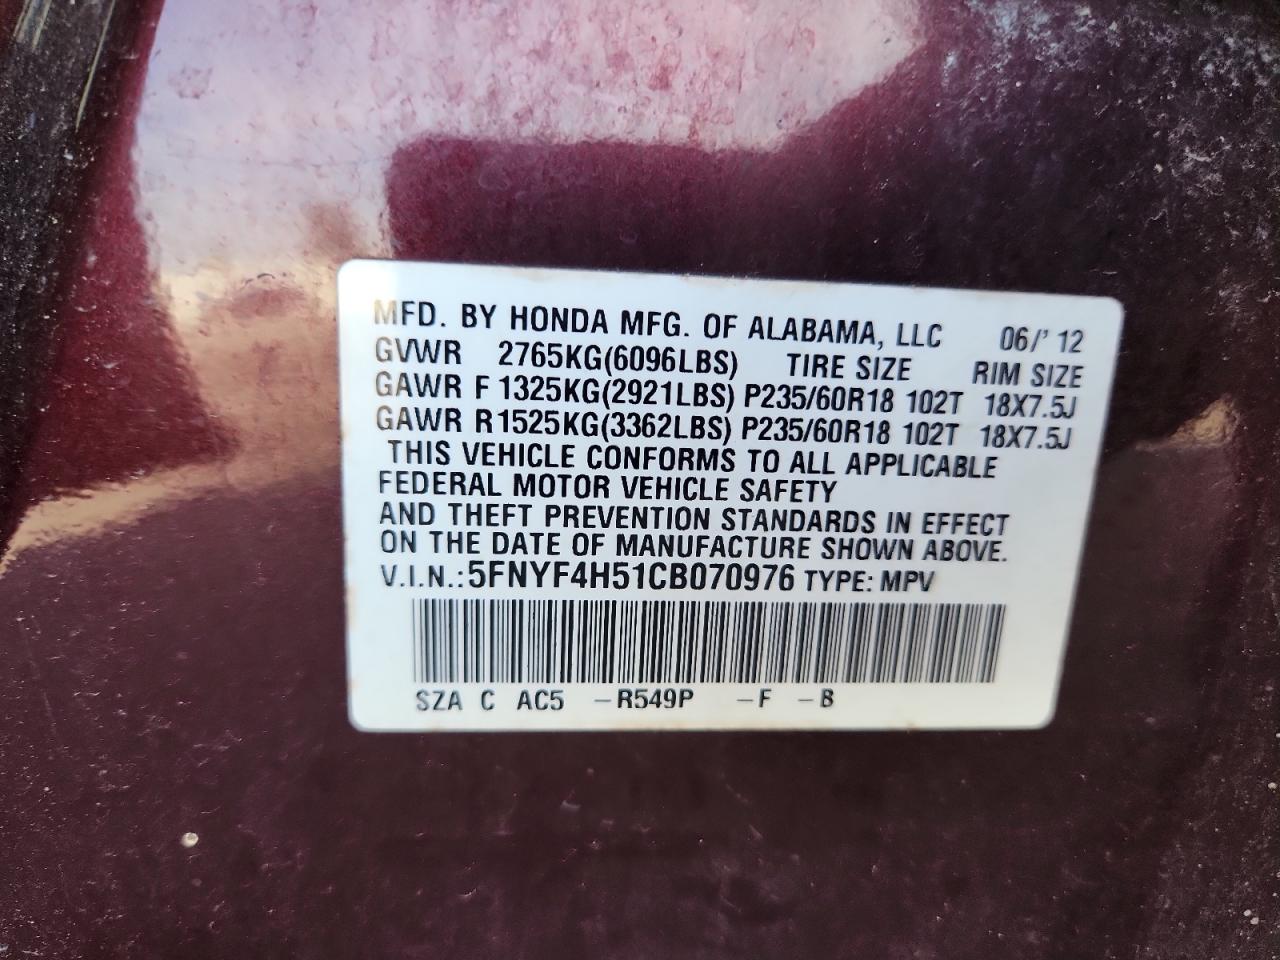 MFD. BY HONDA MFG. OF ALABAMA, LLC 06/' 12
GVWR 2765KG(6096LBS) TIRE SIZE RIM SIZE
GAWR F 1325KG(2921LBS) P235/60R18 102T 18X7.5J
GAWR R1525KG(3362LBS) P235/60R18 102T 18X7.5J
THIS VEHICLE CONFORMS TO ALL APPLICABLE
FEDERAL MOTOR VEHICLE SAFETY
AND THEFT PREVENTION STANDARDS IN EFFECT
ON THE DATE OF MANUFACTURE SHOWN ABOVE.
V.I.N.:5FNYF4H51CB070976 TYPE: MPV
SZA C AC5 –R549P –F –B